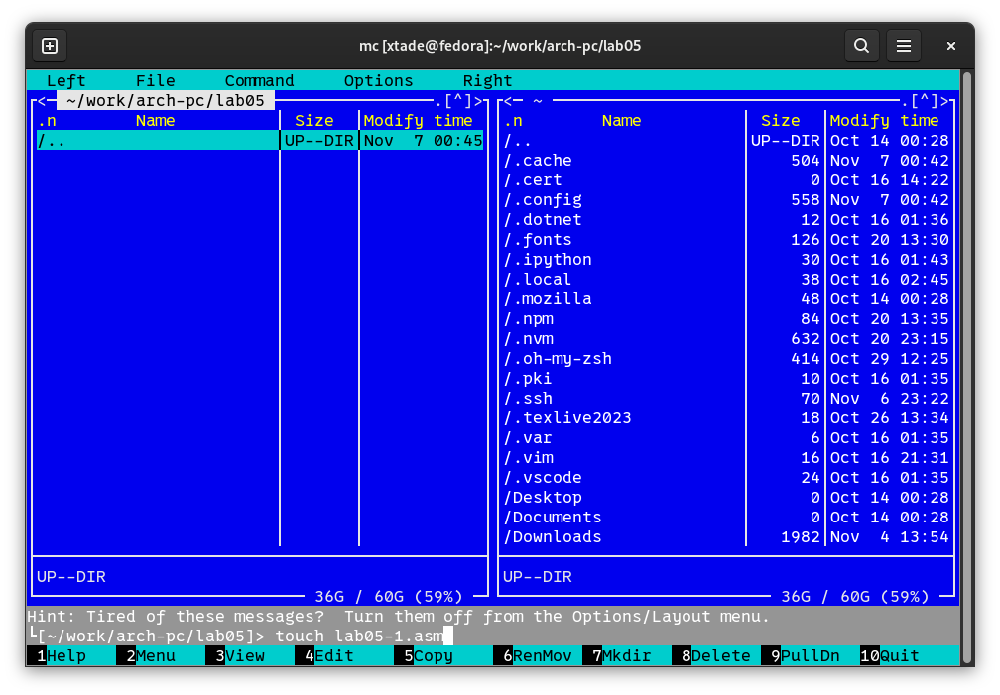 mc [xtade@fedora]:~/work/arch-pc/lab05
Left File Command Options Right
<─ ~/work/arch-pc/lab05 ─.[^]>
.n Name Size Modify time
/.. UP--DIR Nov 7 00:45
UP--DIR
36G / 60G (59%)
<─ ~ ─.[^]>
.n Name Size Modify time
/.. UP--DIR Oct 14 00:28
/.cache 504 Nov 7 00:42
/.cert 0 Oct 16 14:22
/.config 558 Nov 7 00:42
/.dotnet 12 Oct 16 01:36
/.fonts 126 Oct 20 13:30
/.ipython 30 Oct 16 01:43
/.local 38 Oct 16 02:45
/.mozilla 48 Oct 14 00:28
/.npm 84 Oct 20 13:35
/.nvm 632 Oct 20 23:15
/.oh-my-zsh 414 Oct 29 12:25
/.pki 10 Oct 16 01:35
/.ssh 70 Nov 6 23:22
/.texlive2023 18 Oct 26 13:34
/.var 6 Oct 16 01:35
/.vim 16 Oct 16 21:31
/.vscode 24 Oct 16 01:35
/Desktop 0 Oct 14 00:28
/Documents 0 Oct 14 00:28
/Downloads 1982 Nov 4 13:54
UP--DIR
36G / 60G (59%)
Hint: Tired of these messages? Turn them off from the Options/Layout menu.
└[~/work/arch-pc/lab05]> touch lab05-1.asm
1Help 2Menu 3View 4Edit 5Copy 6RenMov 7Mkdir 8Delete 9PullDn 10Quit